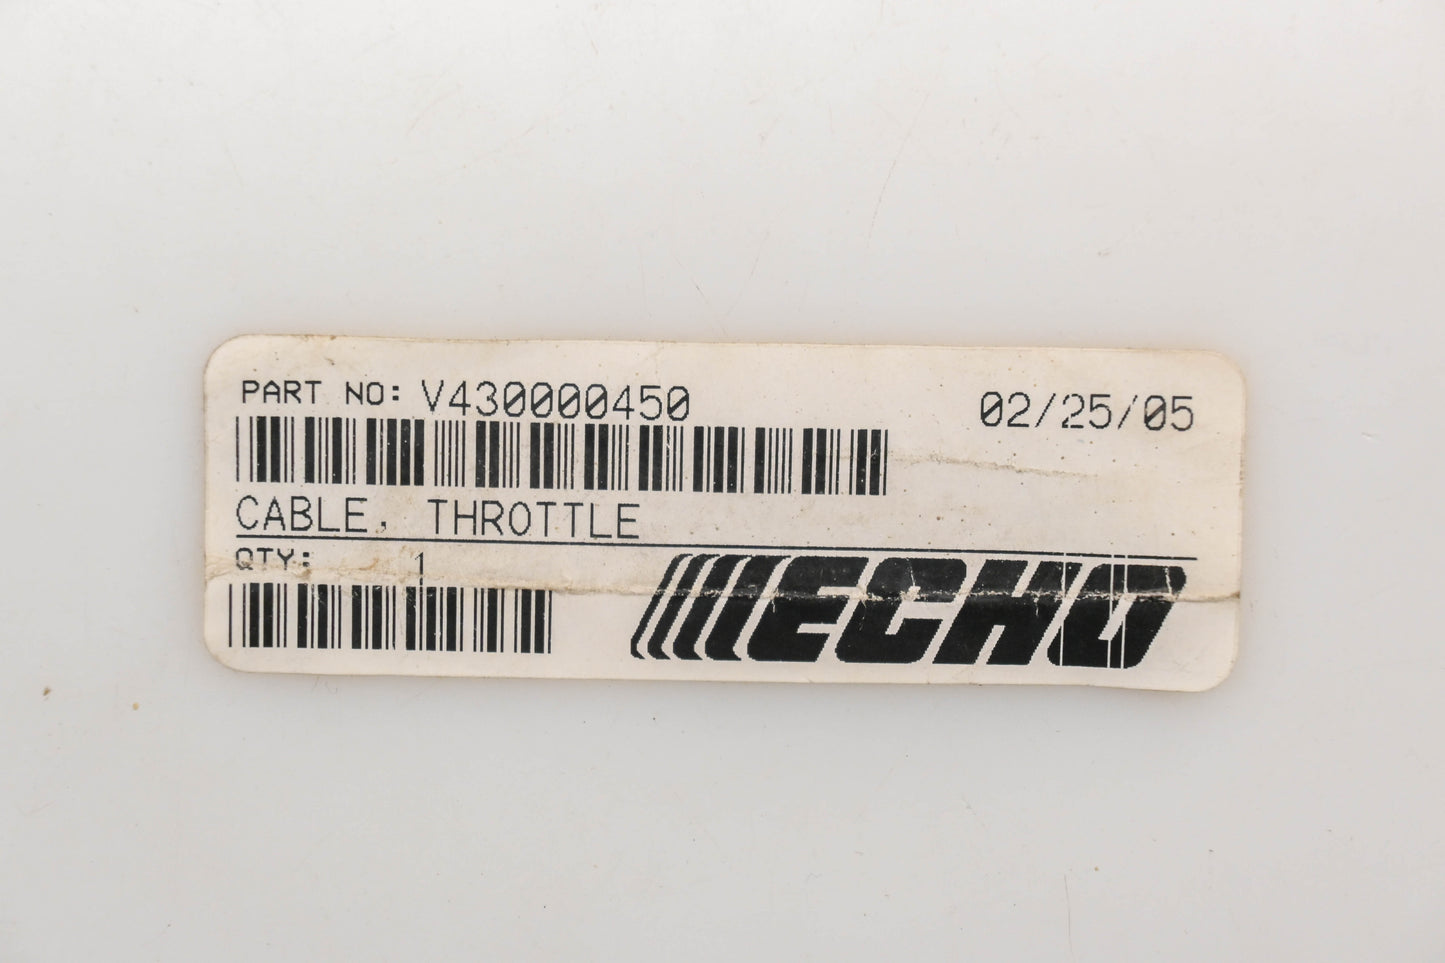 PART NO: V430000450 02/25/05
CABLE, THROTTLE
QTY: 1
ECHO